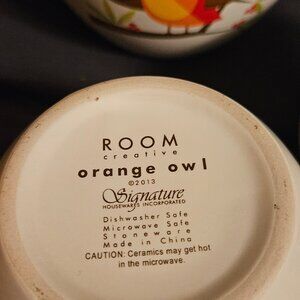 ROOM
creative
orange owl
©2013
Signature
HOUSEWARES INCORPORATED
Dishwasher Safe
Microwave Safe
Stoneware
Made in China
CAUTION: Ceramics may get hot
in the microwave.